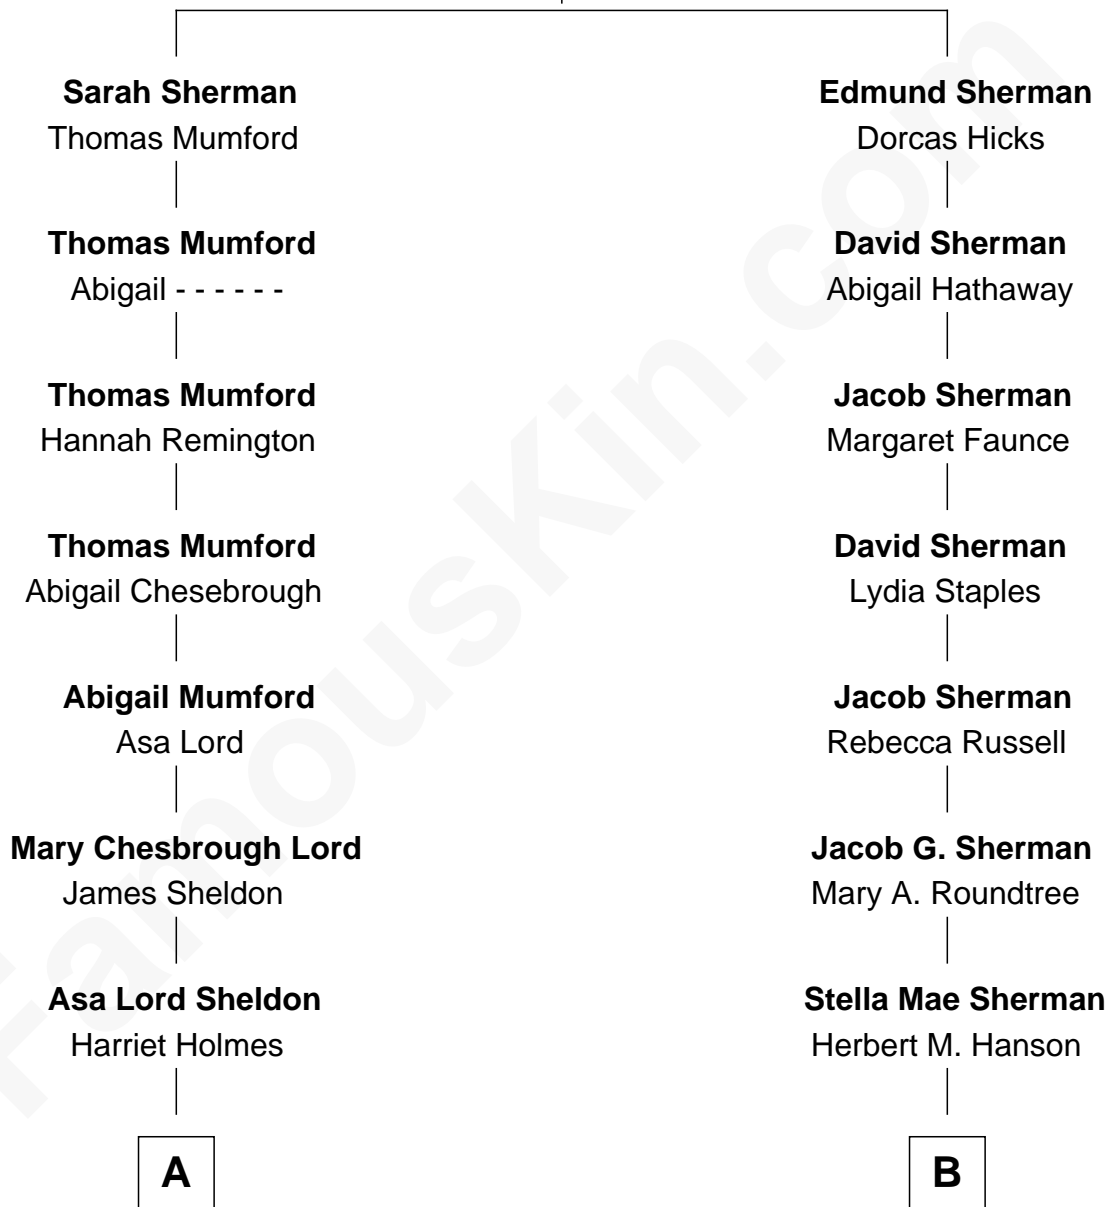 Sarah Sherman
Thomas Mumford
Thomas Mumford
Abigail - - - - - -
Thomas Mumford
Hannah Remington
Thomas Mumford
Abigail Chesebrough
Abigail Mumford
Asa Lord
Mary Chesbrough Lord
James Sheldon
Asa Lord Sheldon
Harriet Holmes
A
Edmund Sherman
Dorcas Hicks
David Sherman
Abigail Hathaway
Jacob Sherman
Margaret Faunce
David Sherman
Lydia Staples
Jacob Sherman
Rebecca Russell
Jacob G. Sherman
Mary A. Roundtree
Stella Mae Sherman
Herbert M. Hanson
B
FamousKin.com